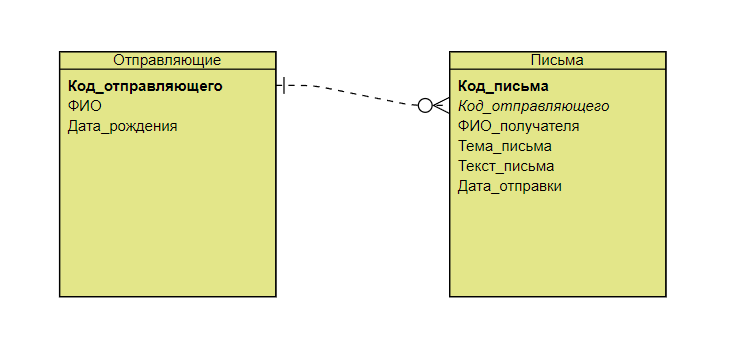 Отправляющие
Код_отправляющего
ФИО
Дата_рождения
Письма
Код_письма
Код_отправляющего
ФИО_получателя
Тема_письма
Текст_письма
Дата_отправки